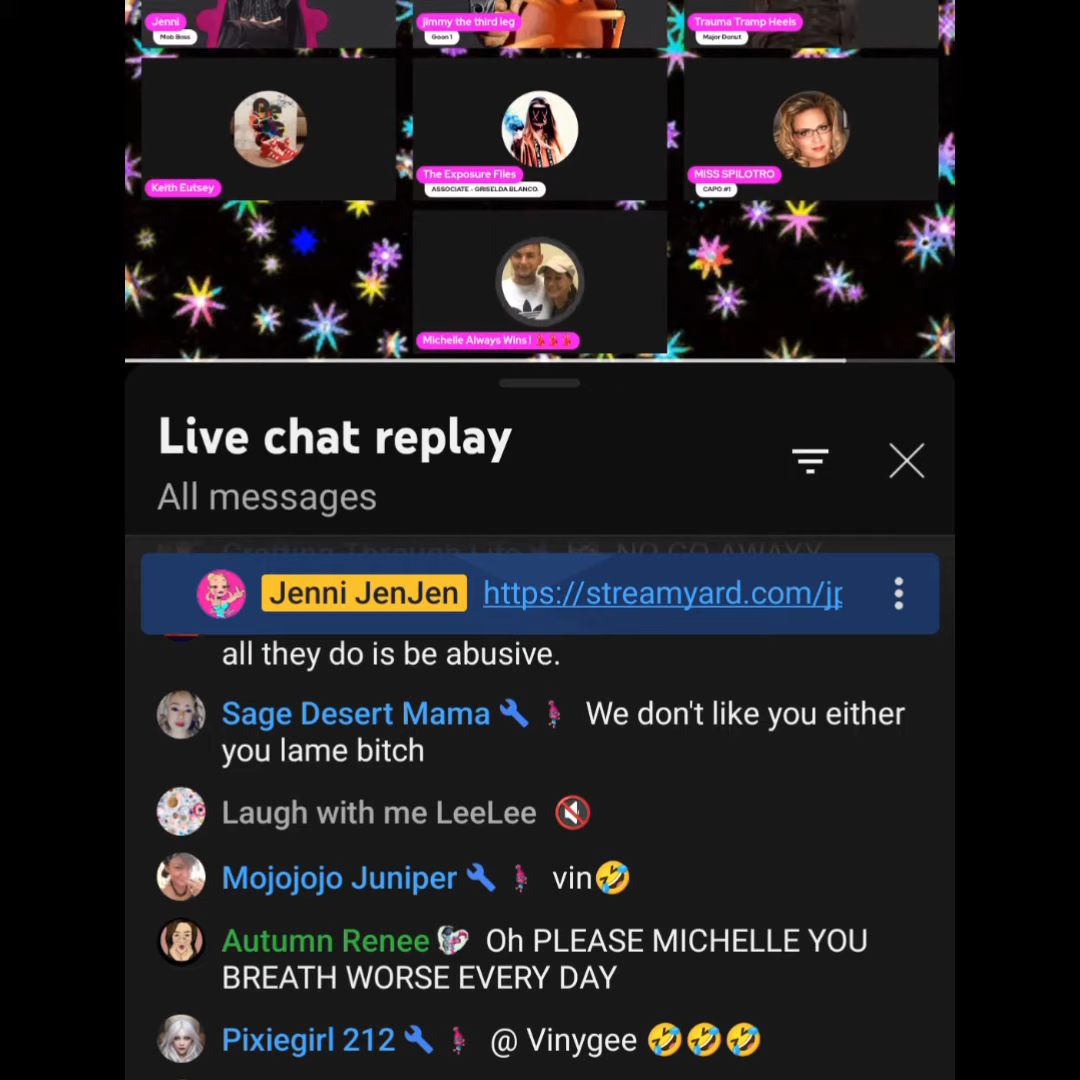 Jenni
Mob Boss
jimmy the third leg
Goon 1
Trauma Tramp Heels
Major Donut
Keith Eutsey
The Exposure Files
ASSOCIATE - GRISELDA BLANCO.
MISS SPILOTRO
CAPO #1
Michelle Always Wins! 💃💃💃
Live chat replay
All messages
NO GO AWAYY
Jenni JenJen https://streamyard.com/jp
all they do is be abusive.
Sage Desert Mama We don't like you either
you lame bitch
Laugh with me LeeLee
Mojojojo Juniper vin🤣
Autumn Renee Oh PLEASE MICHELLE YOU
BREATH WORSE EVERY DAY
Pixiegirl 212 @ Vinygee 🤣🤣🤣